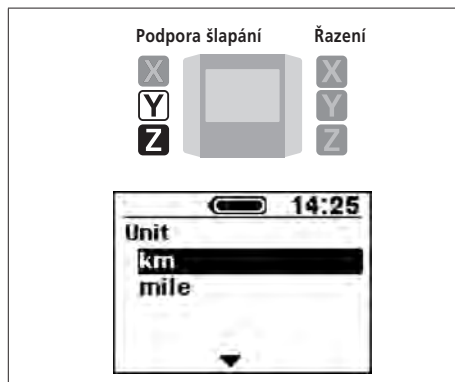 Podpora šlapání Řazení
X X
Y Y
Z Z
14:25
Unit
km
mile